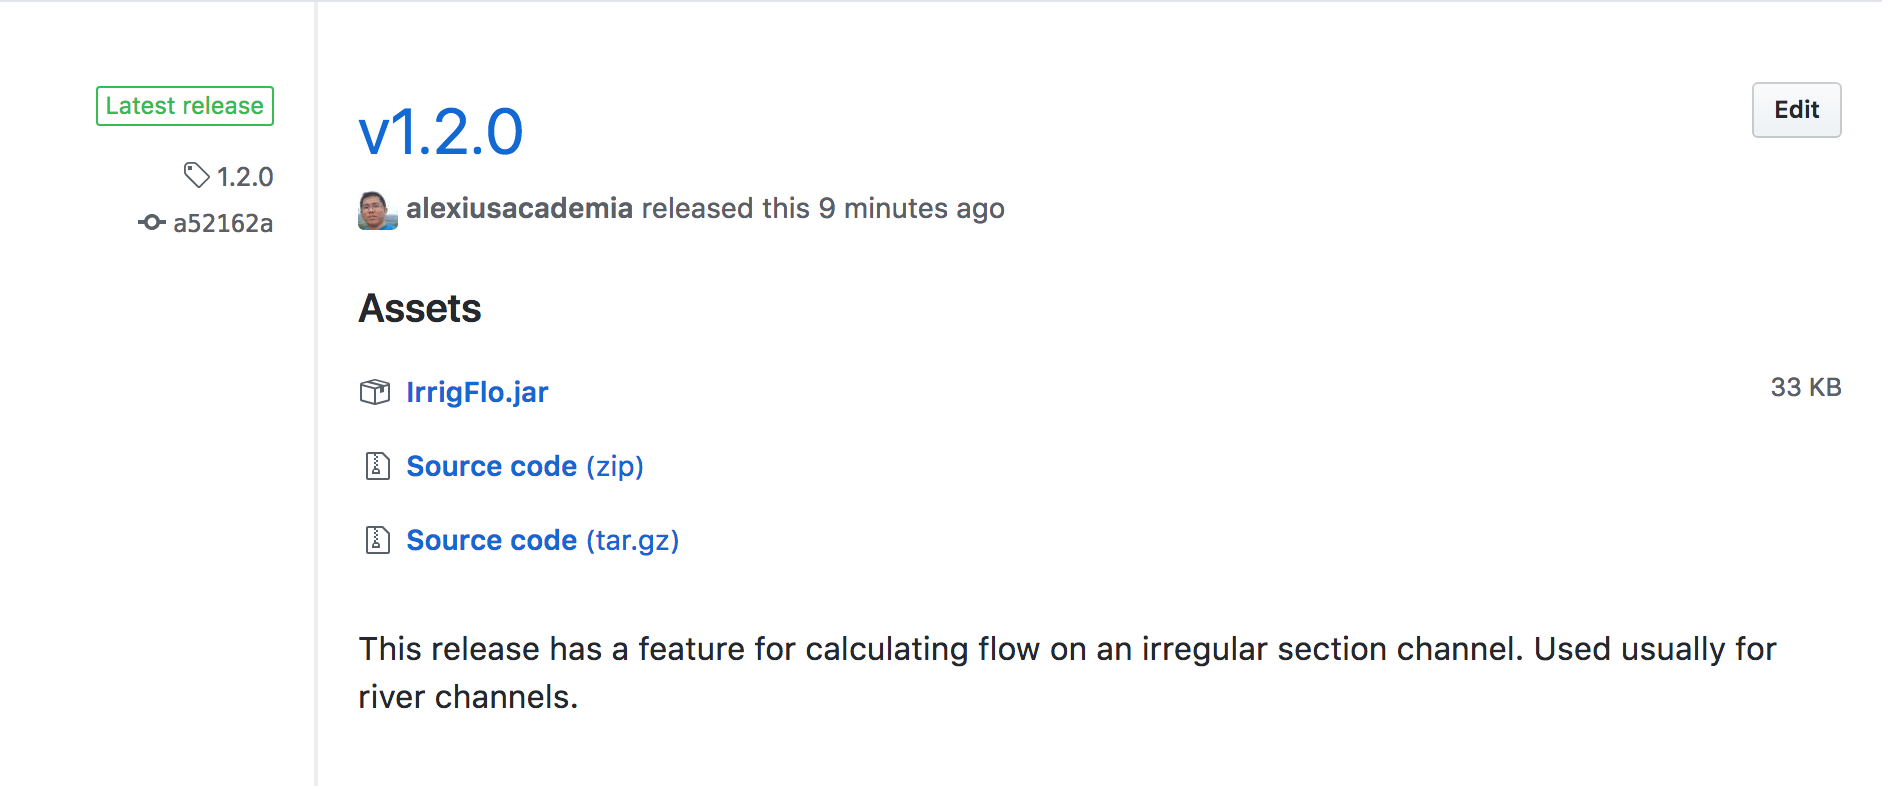 Latest release
1.2.0
a52162a
v1.2.0
Edit
alexiusacademia released this 9 minutes ago
Assets
IrrigFlo.jar
33 KB
Source code (zip)
Source code (tar.gz)
This release has a feature for calculating flow on an irregular section channel. Used usually for
river channels.